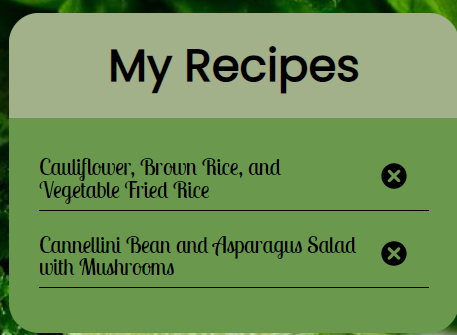 My Recipes
Cauliflower, Brown Rice, and
Vegetable Fried Rice
Cannellini Bean and Asparagus Salad
with Mushrooms